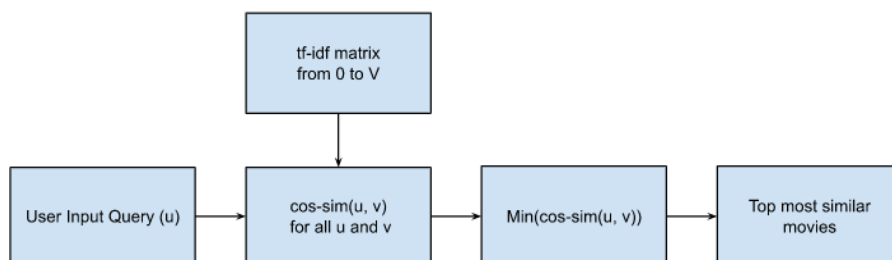 tf-idf matrix
from 0 to V
User Input Query (u)
cos-sim(u, v)
for all u and v
Min(cos-sim(u, v))
Top most similar
movies